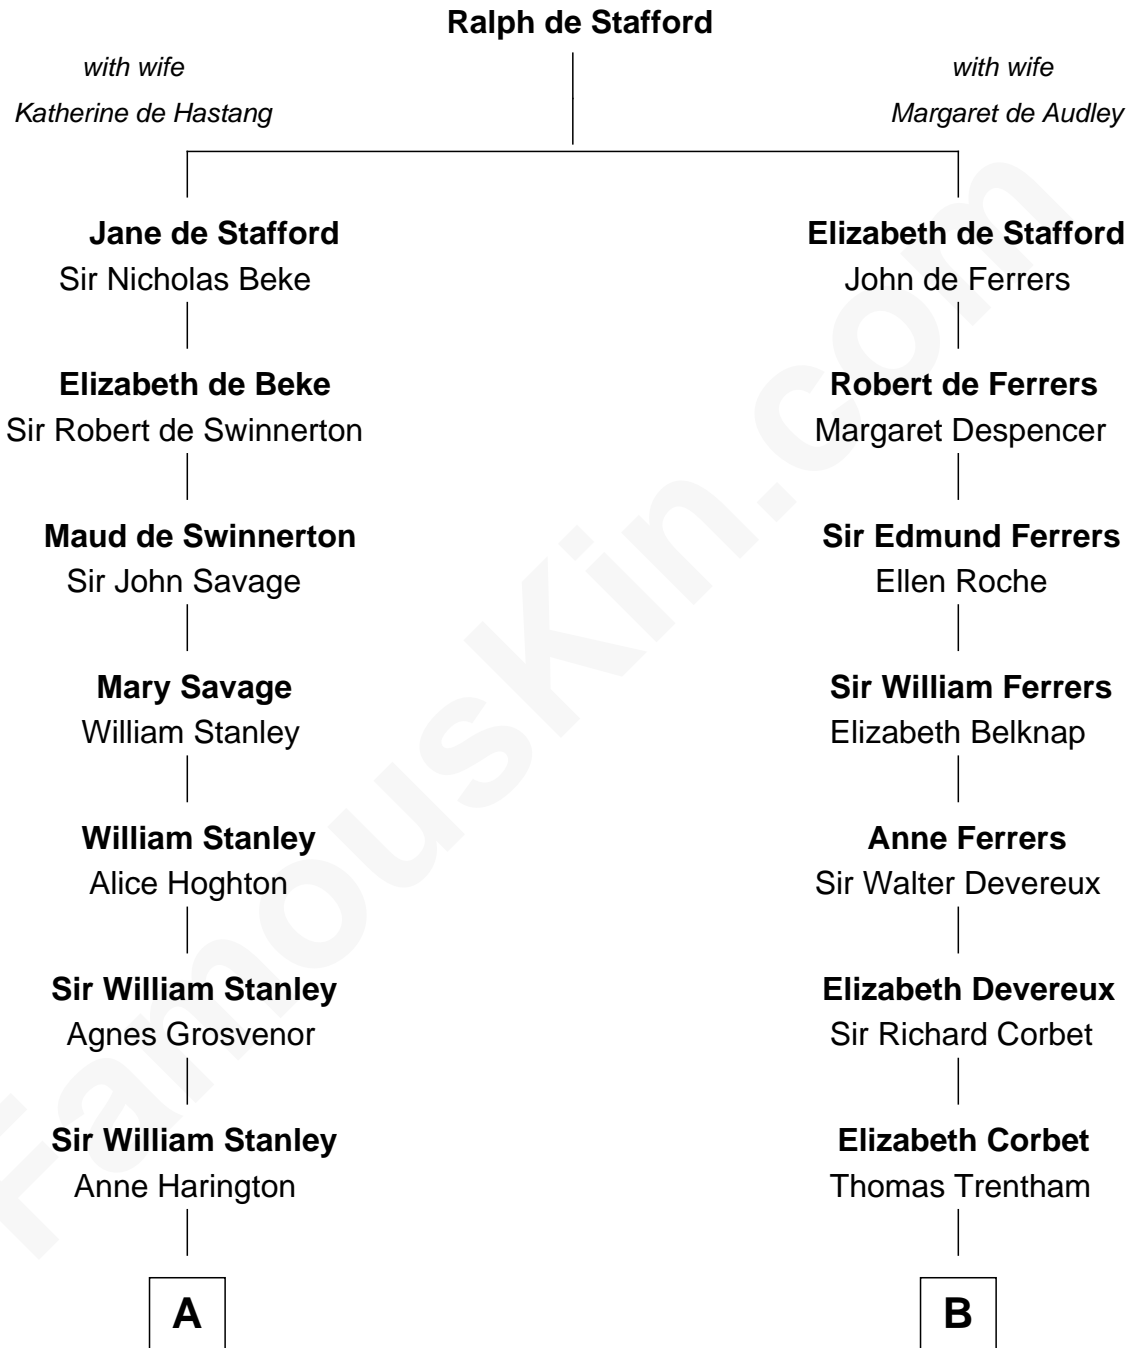 Ralph de Stafford
with wife
Katherine de Hastang
with wife
Margaret de Audley
Jane de Stafford
Sir Nicholas Beke
Elizabeth de Stafford
John de Ferrers
Elizabeth de Beke
Sir Robert de Swinnerton
Robert de Ferrers
Margaret Despencer
Maud de Swinnerton
Sir John Savage
Sir Edmund Ferrers
Ellen Roche
Mary Savage
William Stanley
Sir William Ferrers
Elizabeth Belknap
William Stanley
Alice Hoghton
Anne Ferrers
Sir Walter Devereux
Sir William Stanley
Agnes Grosvenor
Elizabeth Devereux
Sir Richard Corbet
Sir William Stanley
Anne Harington
Elizabeth Corbet
Thomas Trentham
A
B
FamousKin.com